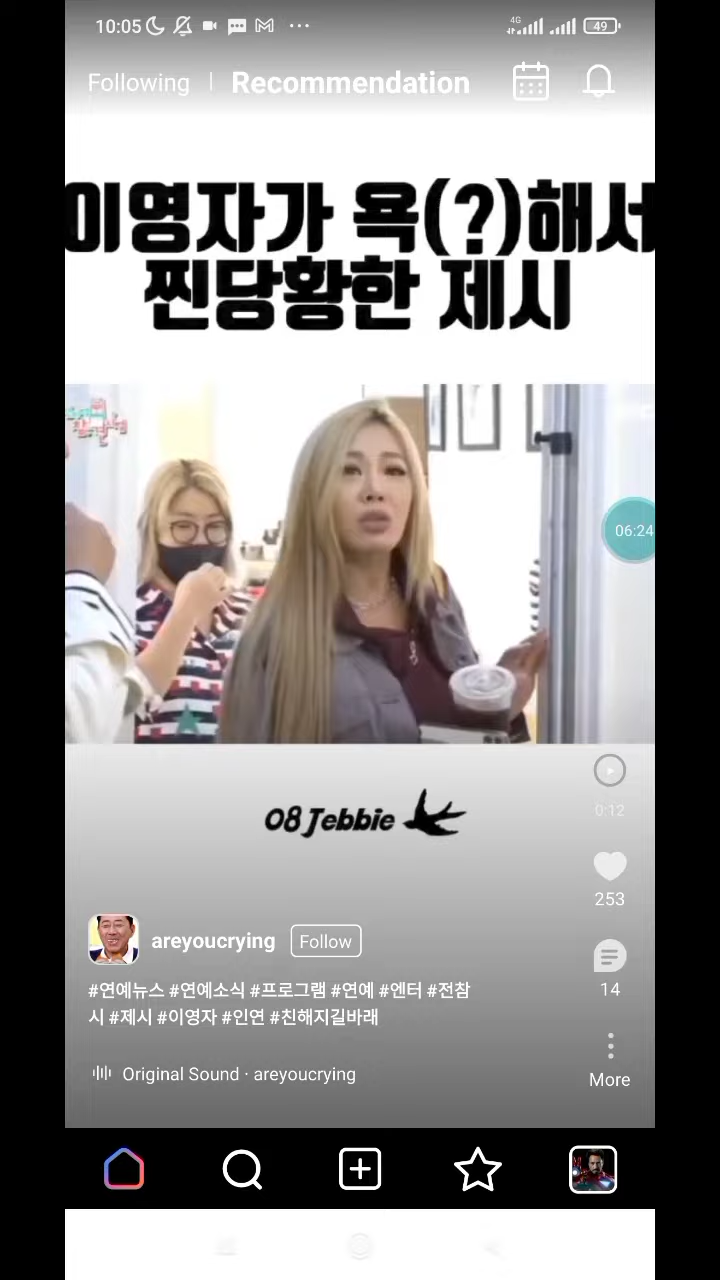 10:05
4G
49
Following | Recommendation
이영자가 욕(?)해서
찐당황한 제시
06:24
0:12
08 Jebbie
253
areyoucrying
Follow
#연예뉴스 #연예소식 #프로그램 #연예 #엔터 #전참
시 #제시 #이영자 #인연 #친해지길바래
14
Original Sound · areyoucrying
More